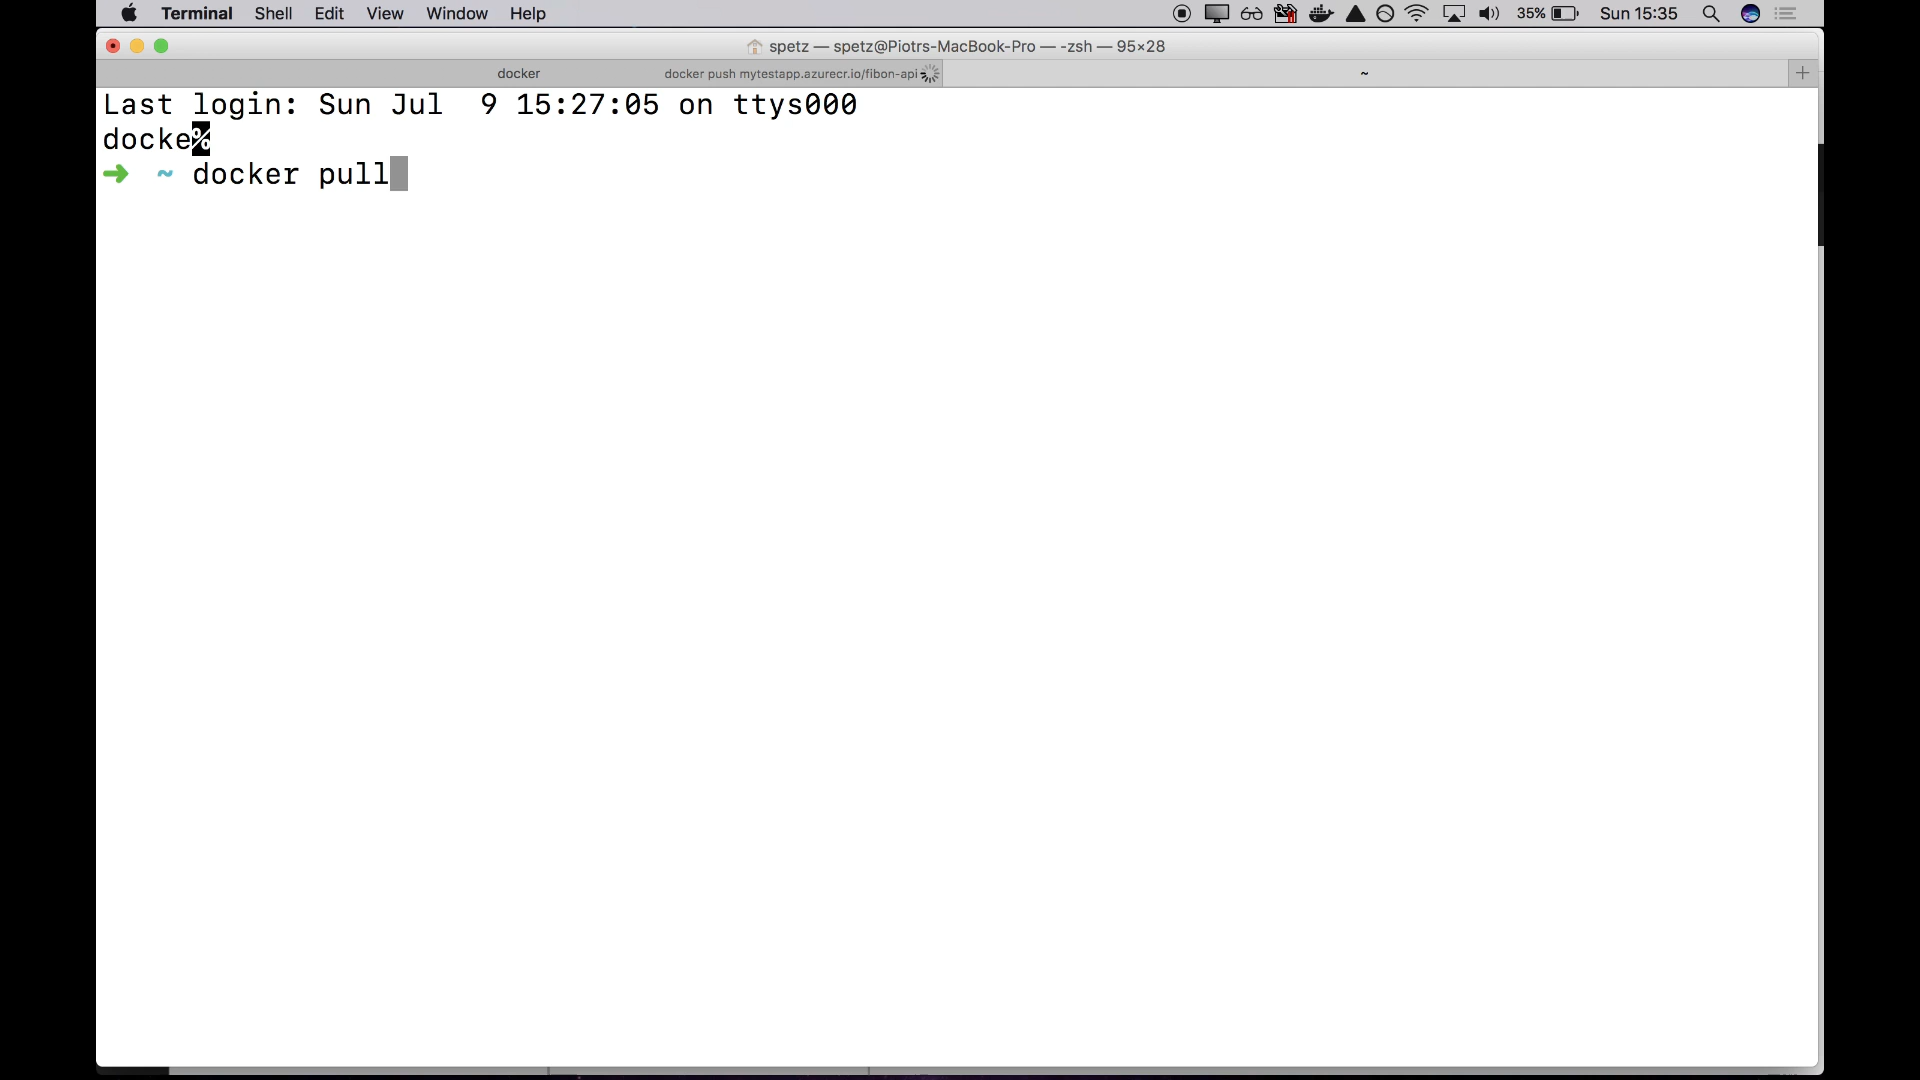 Terminal Shell Edit View Window Help 35% Sun 15:35
spetz — spetz@Piotrs-MacBook-Pro — -zsh — 95×28
docker docker push mytestapp.azurecr.io/fibon-api ~
Last login: Sun Jul  9 15:27:05 on ttys000
docke%
➜  ~ docker pull